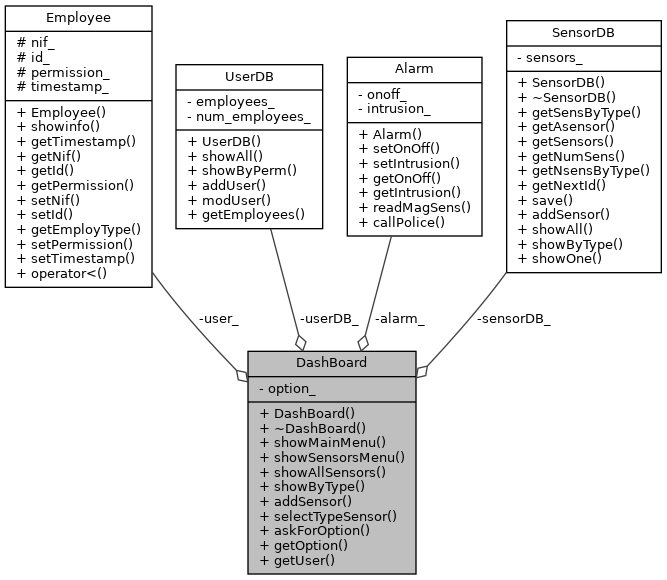 Employee
# nif_
# id_
# permission_
# timestamp_
+ Employee()
+ showinfo()
+ getTimestamp()
+ getNif()
+ getId()
+ getPermission()
+ setNif()
+ setId()
+ getEmployType()
+ setPermission()
+ setTimestamp()
+ operator<()
UserDB
- employees_
- num_employees_
+ UserDB()
+ showAll()
+ showByPerm()
+ addUser()
+ modUser()
+ getEmployees()
Alarm
- onoff_
- intrusion_
+ Alarm()
+ setOnOff()
+ setIntrusion()
+ getOnOff()
+ getIntrusion()
+ readMagSens()
+ callPolice()
SensorDB
- sensors_
+ SensorDB()
+ ~SensorDB()
+ getSensByType()
+ getAsensor()
+ getSensors()
+ getNumSens()
+ getNsensByType()
+ getNextId()
+ save()
+ addSensor()
+ showAll()
+ showByType()
+ showOne()
-user_
-userDB_
-alarm_
-sensorDB_
DashBoard
- option_
+ DashBoard()
+ ~DashBoard()
+ showMainMenu()
+ showSensorsMenu()
+ showAllSensors()
+ showByType()
+ addSensor()
+ selectTypeSensor()
+ askForOption()
+ getOption()
+ getUser()